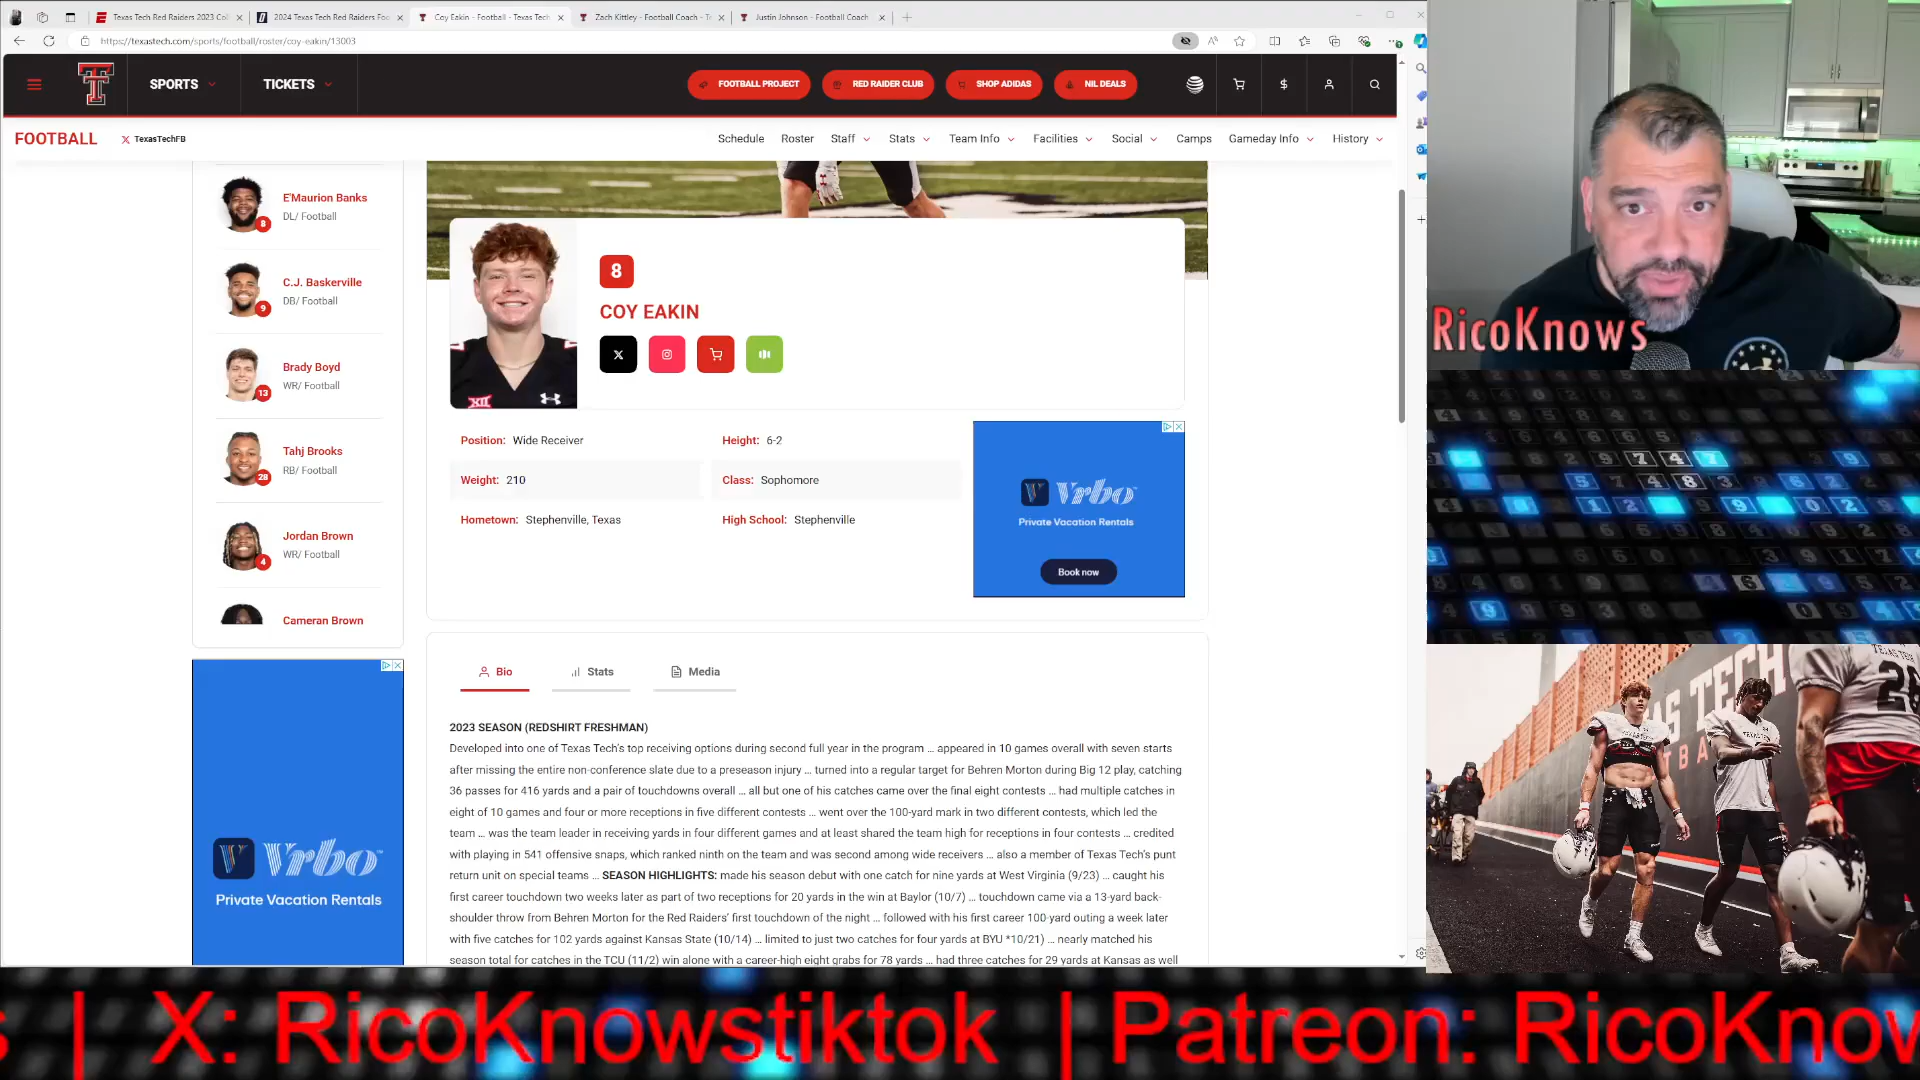 Texas Tech Red Raiders 2023 Col
2024 Texas Tech Red Raiders Foo
Coy Eakin - Football - Texas Tech
Zach Kittley - Football Coach - Te
Justin Johnson - Football Coach
https://texastech.com/sports/football/roster/coy-eakin/13003
SPORTS
TICKETS
FOOTBALL PROJECT
RED RAIDER CLUB
SHOP ADIDAS
NIL DEALS
FOOTBALL
TexasTechFB
Schedule
Roster
Staff
Stats
Team Info
Facilities
Social
Camps
Gameday Info
History
E'Maurion Banks
DL/ Football
8
C.J. Baskerville
DB/ Football
9
Brady Boyd
WR/ Football
13
Tahj Brooks
RB/ Football
28
Jordan Brown
WR/ Football
4
Cameran Brown
8
COY EAKIN
XII
Position: Wide Receiver
Height: 6-2
Weight: 210
Class: Sophomore
Hometown: Stephenville, Texas
High School: Stephenville
Vrbo
Private Vacation Rentals
Book now
Vrbo
Private Vacation Rentals
Bio
Stats
Media
2023 SEASON (REDSHIRT FRESHMAN)
Developed into one of Texas Tech's top receiving options during second full year in the program ... appeared in 10 games overall with seven starts
after missing the entire non-conference slate due to a preseason injury ... turned into a regular target for Behren Morton during Big 12 play, catching
36 passes for 416 yards and a pair of touchdowns overall ... all but one of his catches came over the final eight contests ... had multiple catches in
eight of 10 games and four or more receptions in five different contests ... went over the 100-yard mark in two different contests, which led the
team ... was the team leader in receiving yards in four different games and at least shared the team high for receptions in four contests ... credited
with playing in 541 offensive snaps, which ranked ninth on the team and was second among wide receivers ... also a member of Texas Tech's punt
return unit on special teams ... SEASON HIGHLIGHTS: made his season debut with one catch for nine yards at West Virginia (9/23) ... caught his
first career touchdown two weeks later as part of two receptions for 20 yards in the win at Baylor (10/7) ... touchdown came via a 13-yard back-
shoulder throw from Behren Morton for the Red Raiders' first touchdown of the night ... followed with his first career 100-yard outing a week later
with five catches for 102 yards against Kansas State (10/14) ... limited to just two catches for four yards at BYU *10/21) ... nearly matched his
season total for catches in the TCU (11/2) win alone with a career-high eight grabs for 78 yards ... had three catches for 29 yards at Kansas as well
RicoKnows
s | X: RicoKnowstiktok | Patreon: RicoKnow